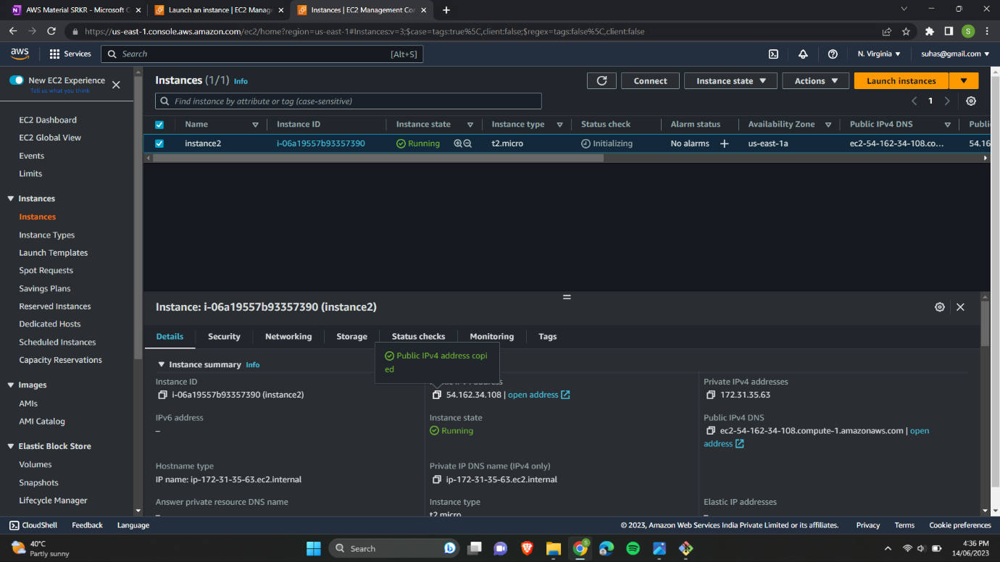 AWS Material SRKR - Microsoft O
Launch an instance | EC2 Manage
Instances | EC2 Management Con
https://us-east-1.console.aws.amazon.com/ec2/home?region=us-east-1#Instances:v=3;$case=tags:true%5C,client:false;$regex=tags:false%5C,client:false
S
aws
Services
Search
[Alt+S]
N. Virginia
suhas@gmail.com
New EC2 Experience
Tell us what you think
EC2 Dashboard
EC2 Global View
Events
Limits
Instances
Instances
Instance Types
Launch Templates
Spot Requests
Savings Plans
Reserved Instances
Dedicated Hosts
Scheduled Instances
Capacity Reservations
Images
AMIs
AMI Catalog
Elastic Block Store
Volumes
Snapshots
Lifecycle Manager
Instances (1/1) Info
Connect
Instance state
Actions
Launch instances
Find instance by attribute or tag (case-sensitive)
1
Name Instance ID Instance state Instance type Status check Alarm status Availability Zone Public IPv4 DNS Publi
instance2 i-06a19557b93357390 Running t2.micro Initializing No alarms + us-east-1a ec2-54-162-34-108.co... 54.16
Instance: i-06a19557b93357390 (instance2)
Details Security Networking Storage Status checks Monitoring Tags
Public IPv4 address copi
ed
Instance summary Info
Instance ID
i-06a19557b93357390 (instance2)
54.162.34.108 | open address
Private IPv4 addresses
172.31.35.63
IPv6 address
–
Instance state
Running
Public IPv4 DNS
ec2-54-162-34-108.compute-1.amazonaws.com | open
address
Hostname type
IP name: ip-172-31-35-63.ec2.internal
Private IP DNS name (IPv4 only)
ip-172-31-35-63.ec2.internal
Answer private resource DNS name
–
Instance type
t2.micro
Elastic IP addresses
–
CloudShell Feedback Language
© 2023, Amazon Web Services India Private Limited or its affiliates. Privacy Terms Cookie preferences
40°C
Partly sunny
Search
4:36 PM
14/06/2023